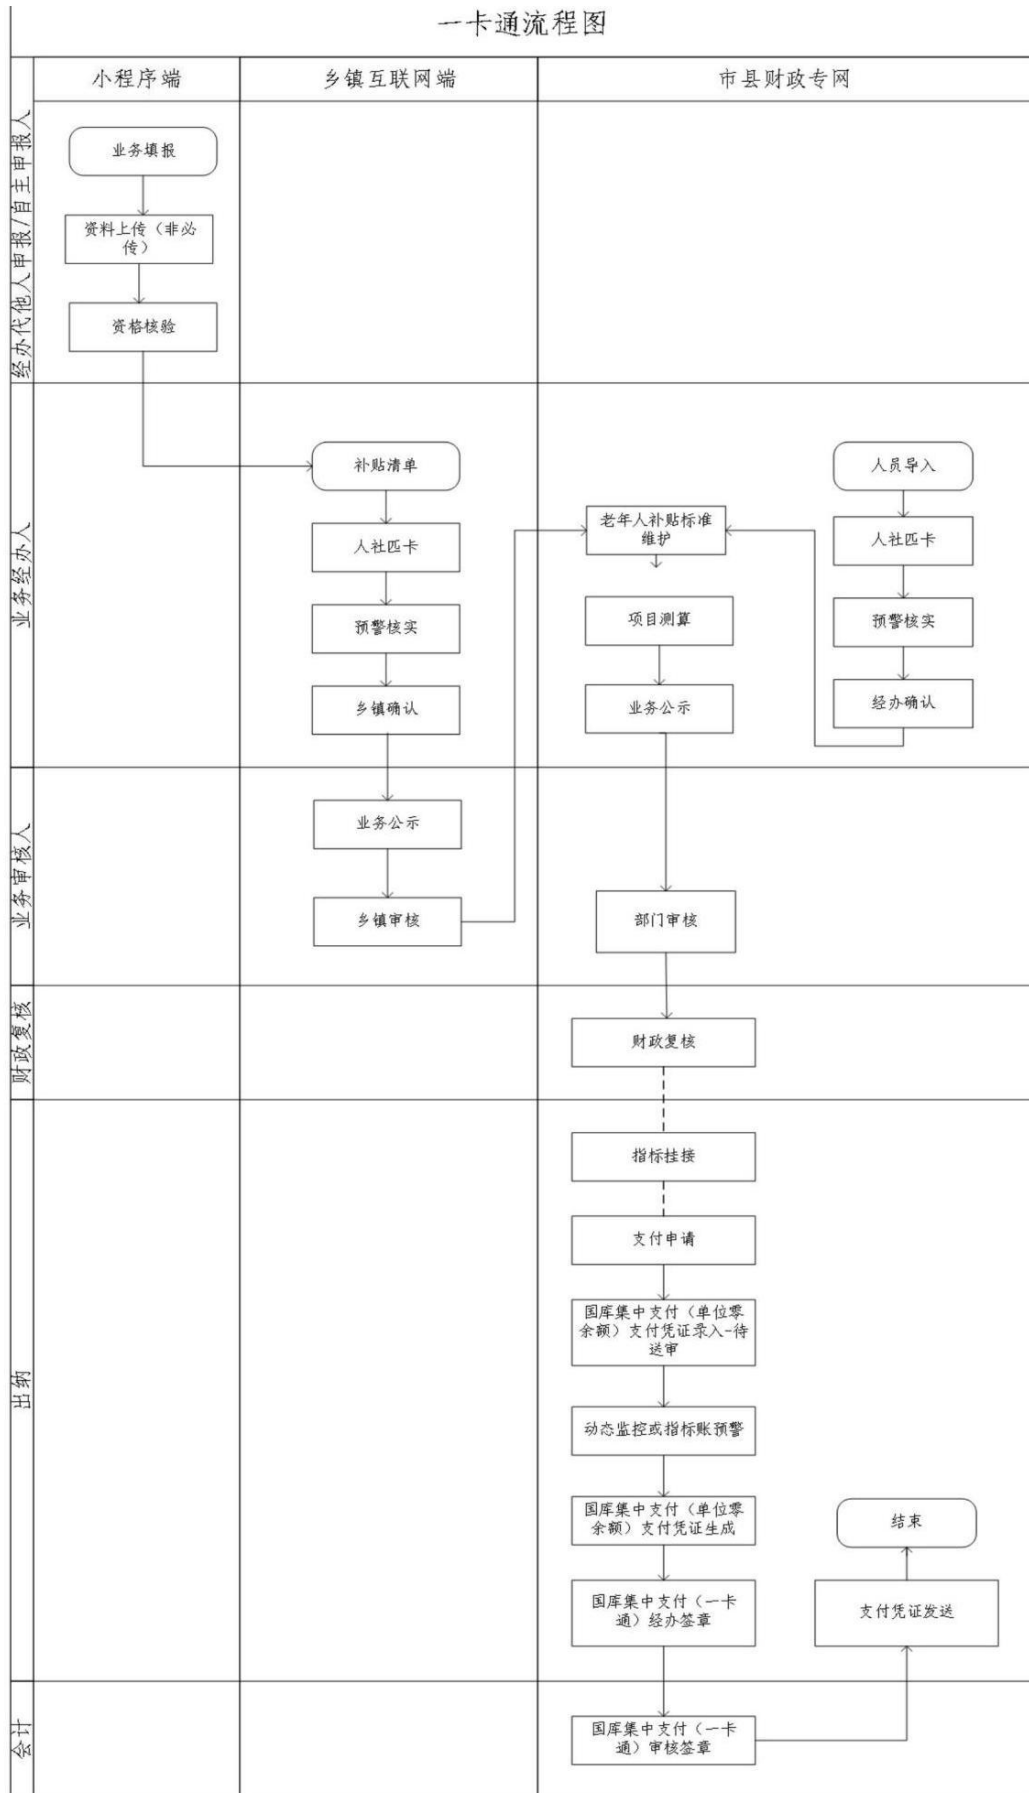 一卡通流程图
小程序端
乡镇互联网端
市县财政专网
经办代他人申报/自主申报人
业务填报
资料上传（非必
传）
资格核验
业务经办人
补贴清单
人社匹卡
预警核实
乡镇确认
老年人补贴标准
维护
项目测算
业务公示
人员导入
人社匹卡
预警核实
经办确认
业务审核人
业务公示
乡镇审核
部门审核
财政复核
财政复核
出纳
指标挂接
支付申请
国库集中支付（单位零
余额）支付凭证录入-待
送审
动态监控或指标账预警
国库集中支付（单位零
余额）支付凭证生成
国库集中支付（一卡
通）经办签章
结束
支付凭证发送
会计
国库集中支付（一卡
通）审核签章